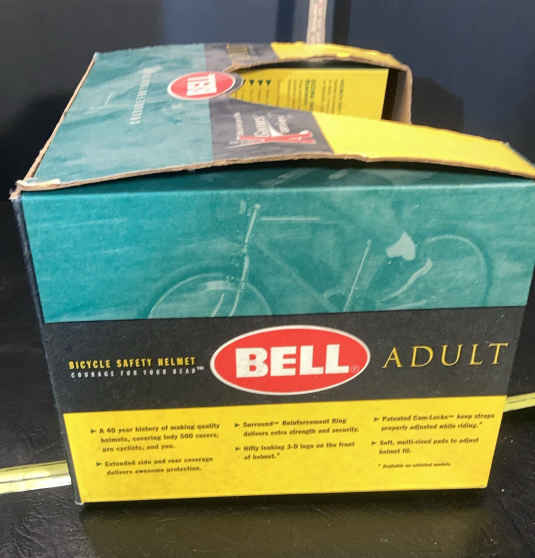 BELL
BICYCLE SAFETY HELMET
COURAGE FOR YOUR HEAD™
BELL®
ADULT
➤ A 40 year history of making quality
helmets, covering Indy 500 racers,
pro cyclists, and you.
➤ Extended side and rear coverage
delivers awesome protection.
➤ Surround™ Reinforcement Ring
delivers extra strength and security.
➤ Nifty looking 3-D logo on the front
of helmet.*
➤ Patented Cam-Locks™ keep straps
properly adjusted while riding.*
➤ Soft, multi-sized pads to adjust
helmet fit.
* Available on selected models.